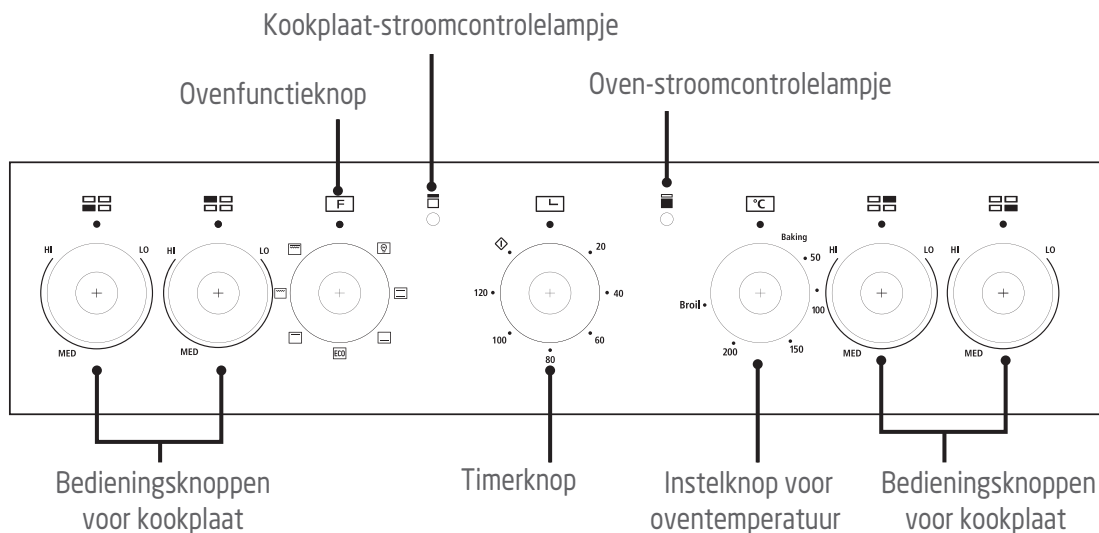 Kookplaat-stroomcontrolelampje
Ovenfunctieknop
Oven-stroomcontrolelampje
F
°C
HI
LO
MED
HI
LO
MED
ECO
20
40
60
80
100
120
Baking
50
100
150
200
Broil
HI
LO
MED
HI
LO
MED
Bedieningsknoppen
voor kookplaat
Timerknop
Instelknop voor
oventemperatuur
Bedieningsknoppen
voor kookplaat